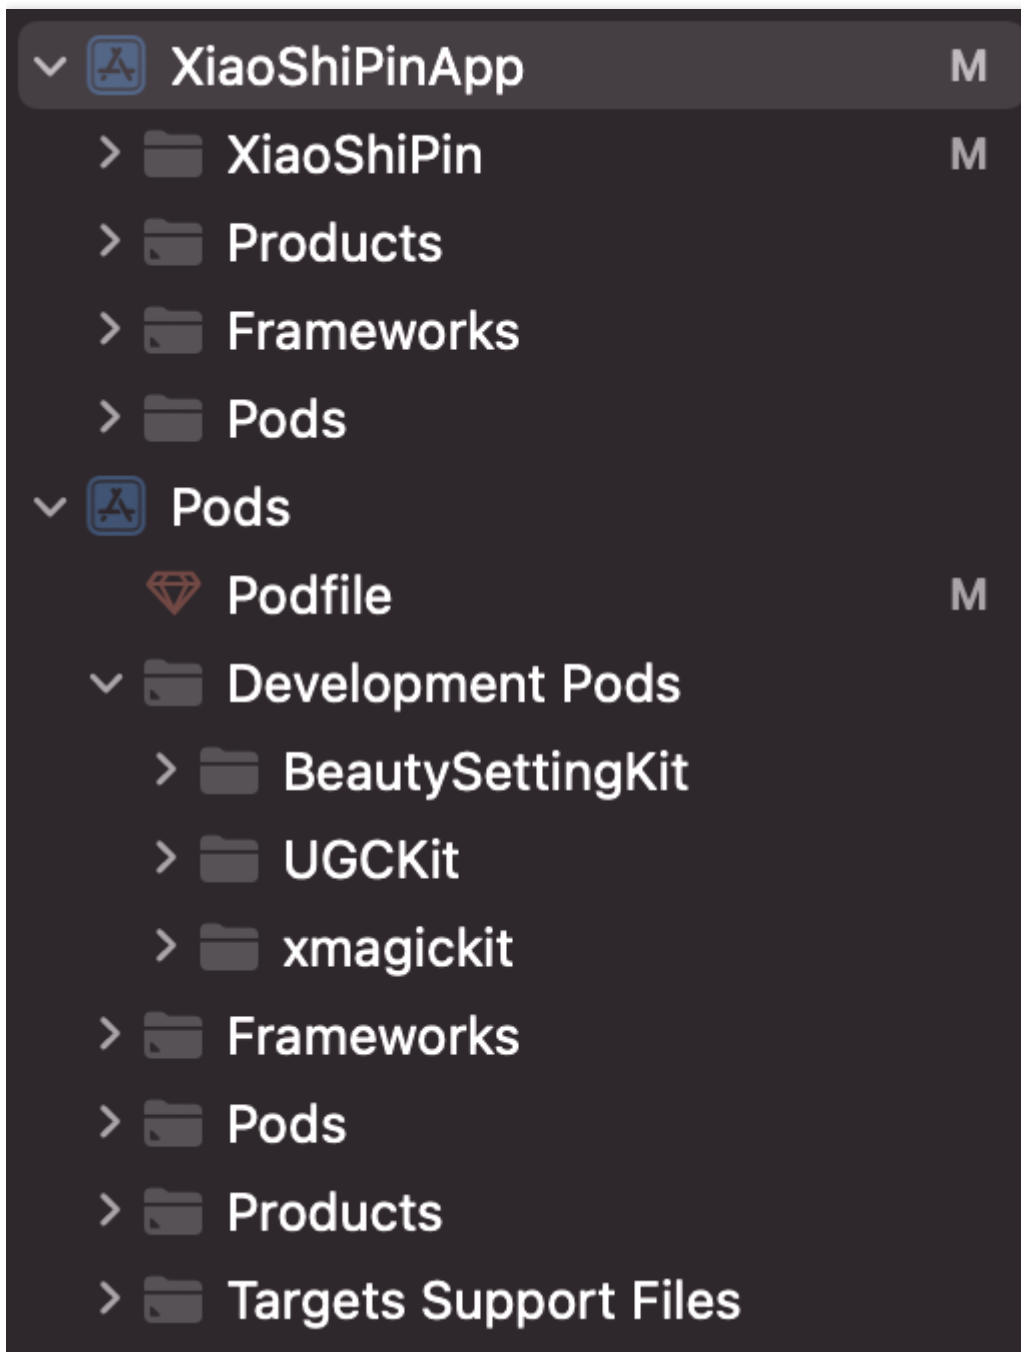 XiaoShiPinApp M
XiaoShiPin M
Products
Frameworks
Pods
Pods
Podfile M
Development Pods
BeautySettingKit
UGCKit
xmagickit
Frameworks
Pods
Products
Targets Support Files